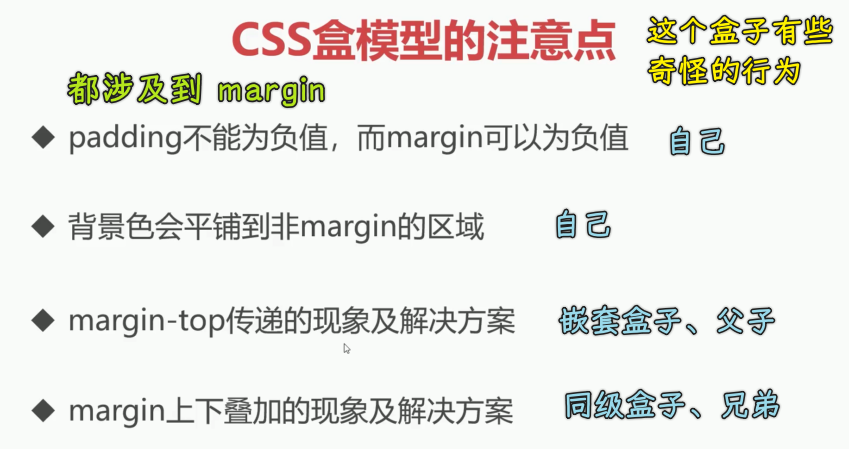 CSS盒模型的注意点
这个盒子有些
奇怪的行为
都涉及到 margin
◆ padding不能为负值，而margin可以为负值 自己
◆ 背景色会平铺到非margin的区域 自己
◆ margin-top传递的现象及解决方案 嵌套盒子、父子
◆ margin上下叠加的现象及解决方案 同级盒子、兄弟